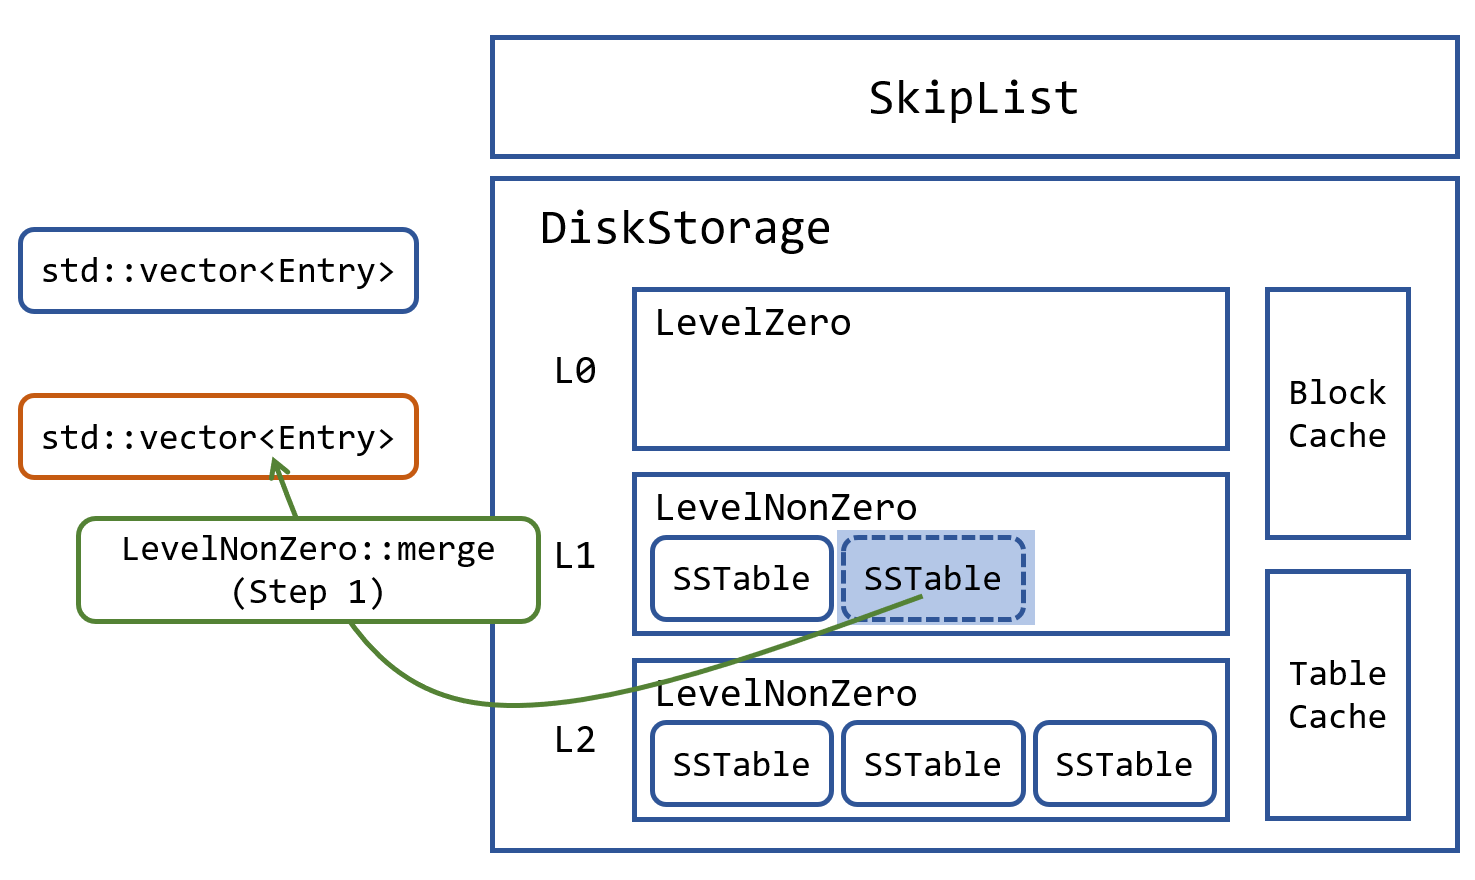 SkipList
DiskStorage
std::vector<Entry>
std::vector<Entry>
LevelNonZero::merge
(Step 1)
L0
LevelZero
L1
LevelNonZero
SSTable
SSTable
L2
LevelNonZero
SSTable
SSTable
SSTable
Block
Cache
Table
Cache